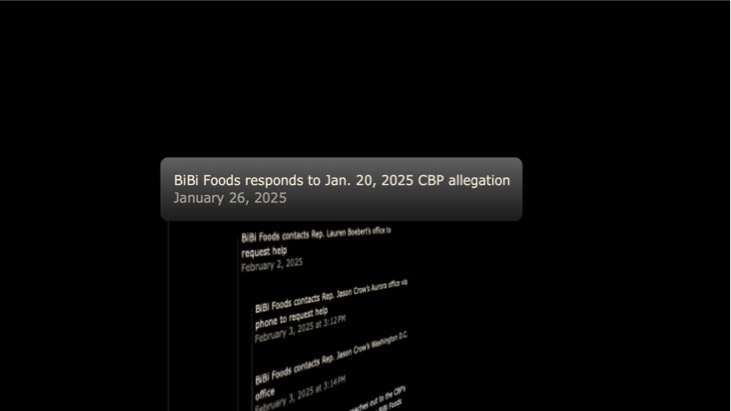 BiBi Foods responds to Jan. 20, 2025 CBP allegation
January 26, 2025
BiBi Foods contacts Rep. Lauren Boebert's office to
request help
February 2, 2025
BiBi Foods contacts Rep. Jason Crow's Aurora office via
phone to request help
February 3, 2025 at 3:12PM
BiBi Foods contacts Rep. Jason Crow's Washington D.C.
office
February 3, 2025 at 3:14PM
reaches out to the CBP's
BiBi Foods